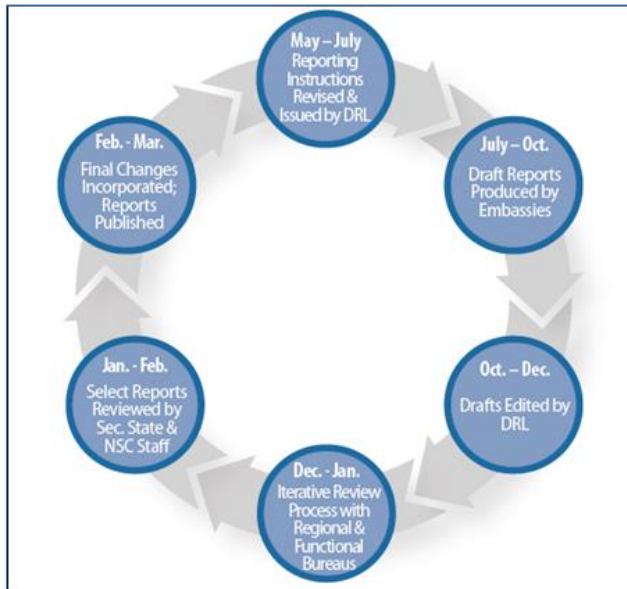 May – July
Reporting
Instructions
Revised &
Issued by DRL
July – Oct.
Draft Reports
Produced by
Embassies
Oct. – Dec.
Drafts Edited by
DRL
Dec. - Jan.
Iterative Review
Process with
Regional &
Functional
Bureaus
Jan. - Feb.
Select Reports
Reviewed by
Sec. State &
NSC Staff
Feb. - Mar.
Final Changes
Incorporated;
Reports
Published